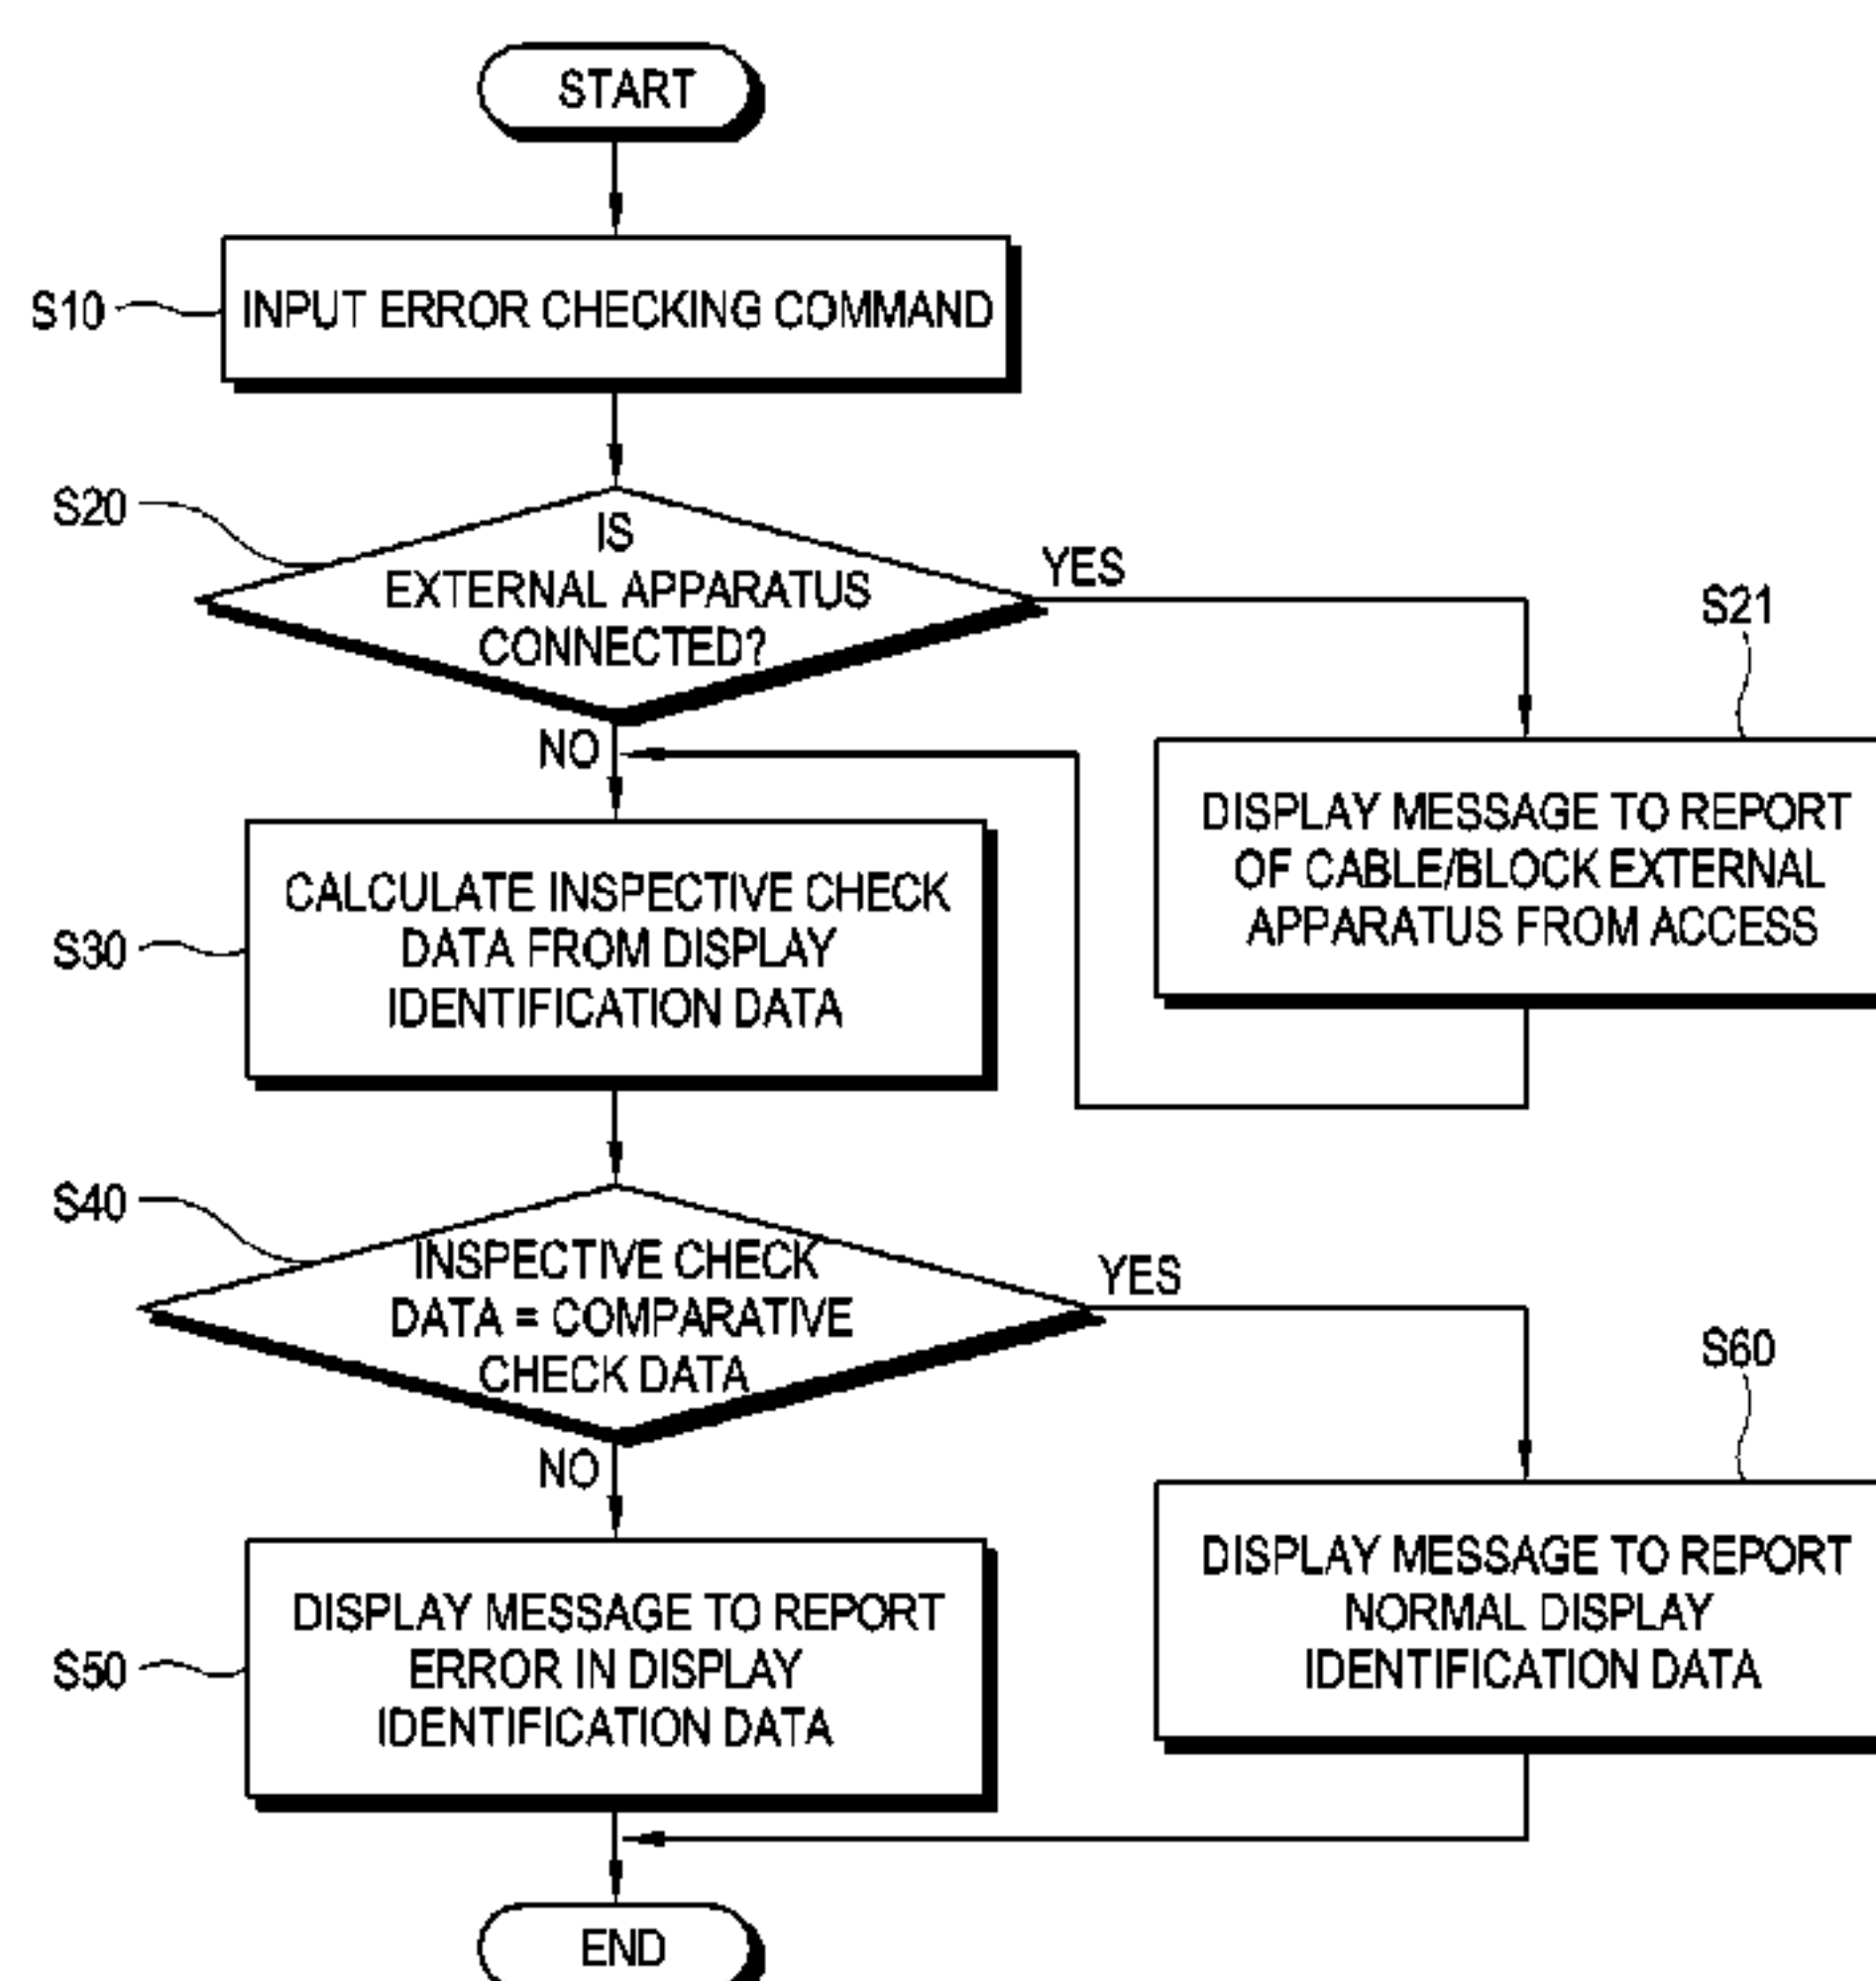 START
S10
INPUT ERROR CHECKING COMMAND
S20
IS
EXTERNAL APPARATUS
CONNECTED?
YES
S21
NO
DISPLAY MESSAGE TO REPORT
OF CABLE/BLOCK EXTERNAL
APPARATUS FROM ACCESS
S30
CALCULATE INSPECTIVE CHECK
DATA FROM DISPLAY
IDENTIFICATION DATA
S40
INSPECTIVE CHECK
DATA = COMPARATIVE
CHECK DATA
YES
S60
NO
DISPLAY MESSAGE TO REPORT
NORMAL DISPLAY
IDENTIFICATION DATA
S50
DISPLAY MESSAGE TO REPORT
ERROR IN DISPLAY
IDENTIFICATION DATA
END